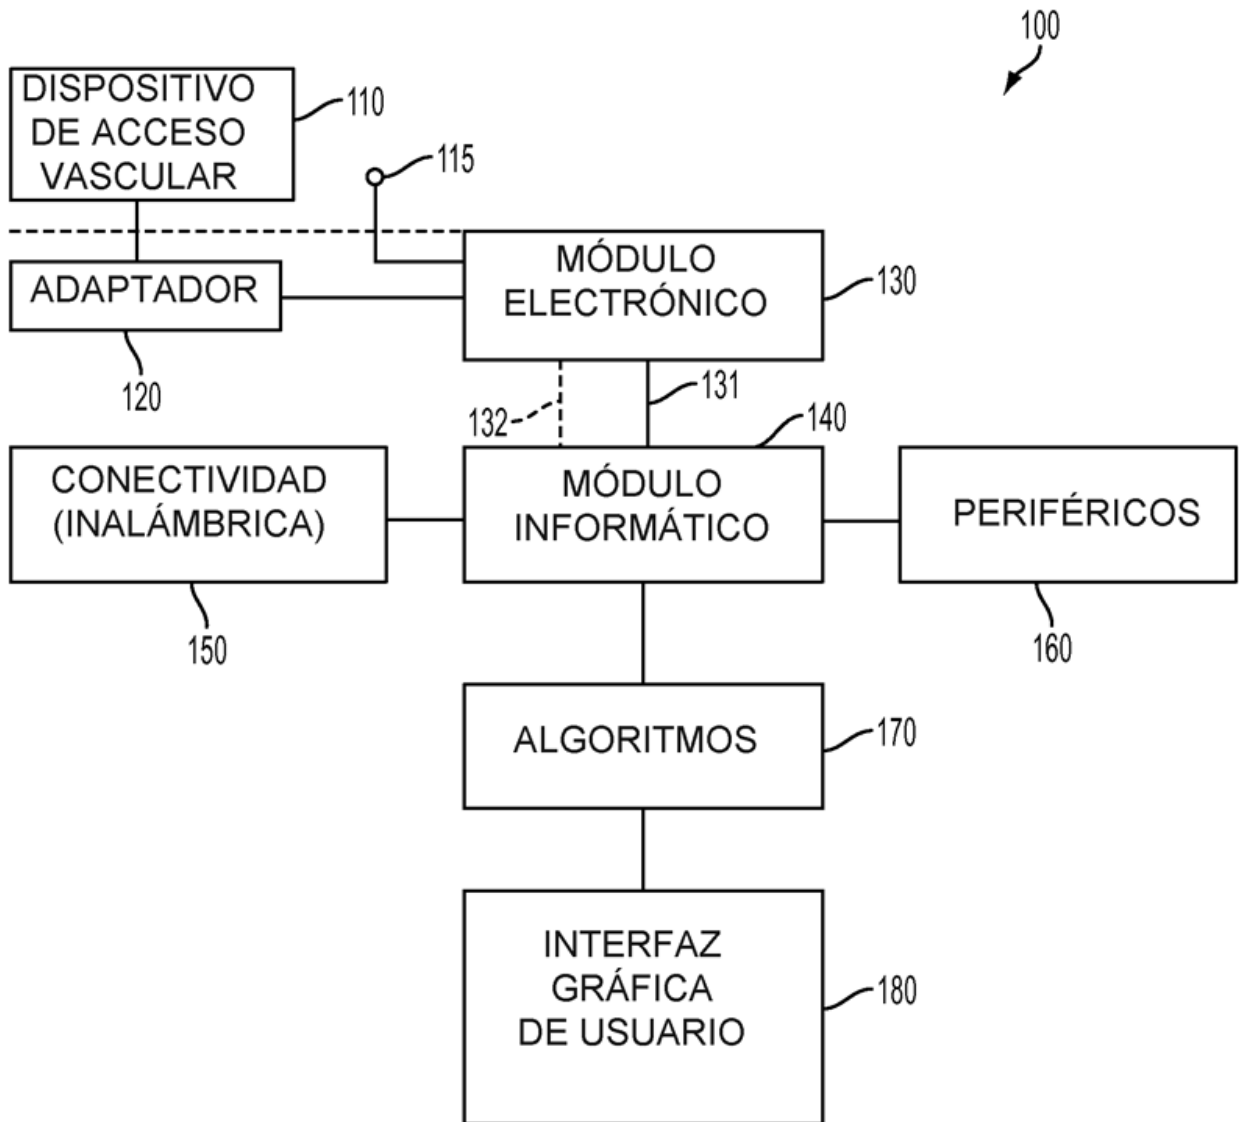 100
DISPOSITIVO
DE ACCESO
VASCULAR
110
115
ADAPTADOR
120
MÓDULO
ELECTRÓNICO
130
131
132
140
CONECTIVIDAD
(INALÁMBRICA)
150
MÓDULO
INFORMÁTICO
PERIFÉRICOS
160
ALGORITMOS
170
INTERFAZ
GRÁFICA
DE USUARIO
180